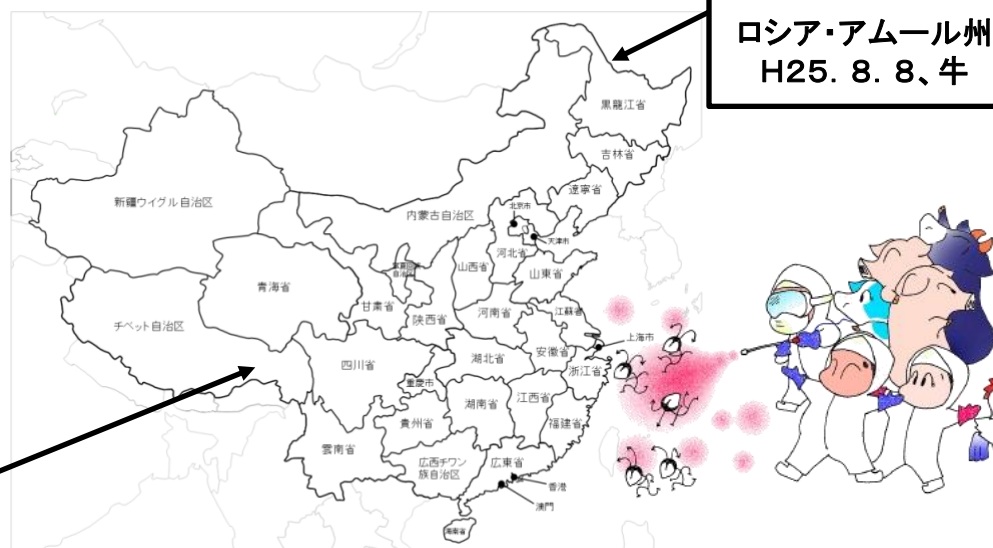 ロシア・アムール州
H25. 8. 8、牛
黒龍江省
吉林省
遼寧省
新疆ウイグル自治区
内蒙古自治区
北京市
天津市
河北省
山西省
山東省
青海省
甘粛省
陝西省
河南省
江蘇省
チベット自治区
上海市
安徽省
四川省
湖北省
浙江省
重慶市
江西省
湖南省
貴州省
福建省
雲南省
広西チワン
族自治区
広東省
香港
澳門
海南省